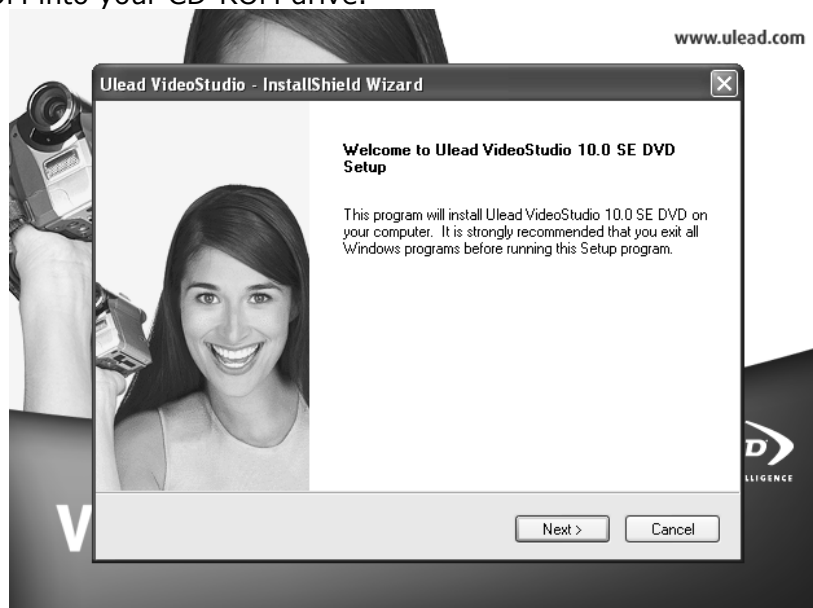 into your CD-ROM drive.
www.ulead.com
Ulead VideoStudio - InstallShield Wizard
Welcome to Ulead VideoStudio 10.0 SE DVD
Setup
This program will install Ulead VideoStudio 10.0 SE DVD on
your computer. It is strongly recommended that you exit all
Windows programs before running this Setup program.
D
LLIGENCE
V
Next >
Cancel